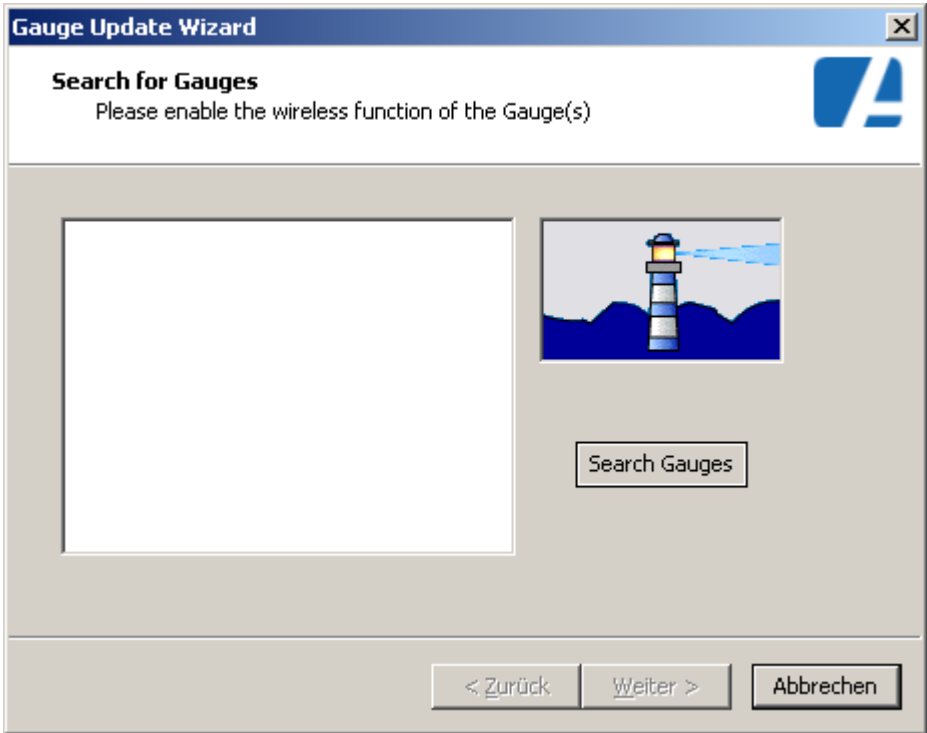 Gauge Update Wizard
Search for Gauges
Please enable the wireless function of the Gauge(s)
Search Gauges
< Zurück
Weiter >
Abbrechen